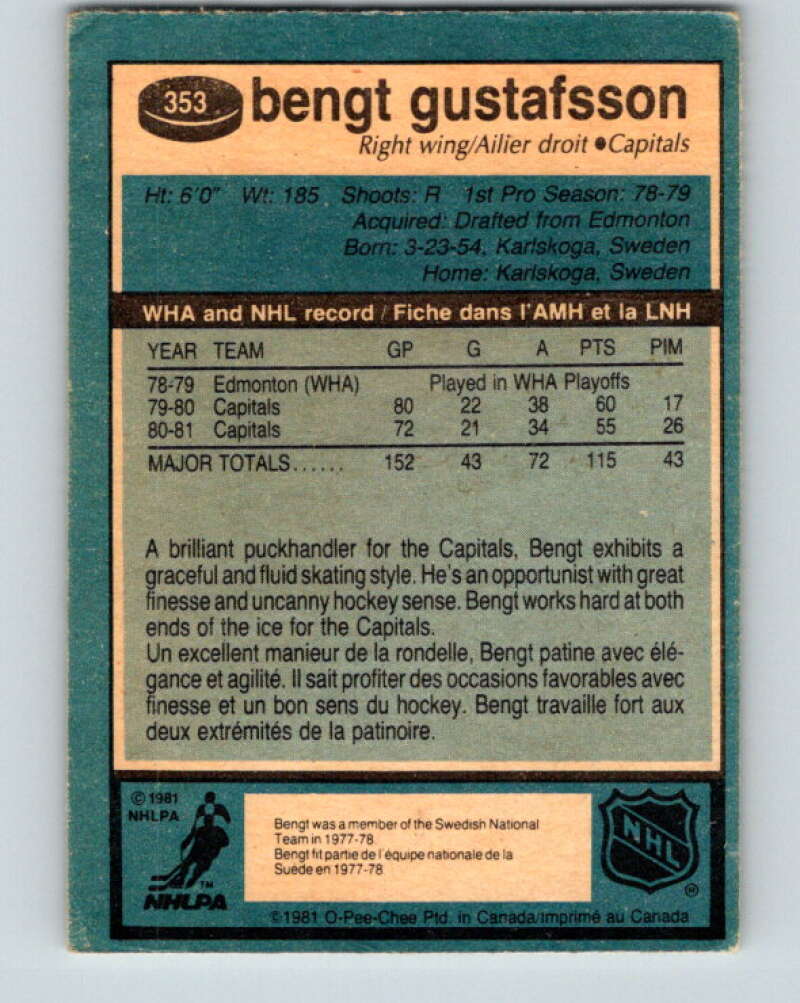 353 bengt gustafsson
Right wing/Ailier droit •Capitals
Ht: 6'0" Wt: 185 Shoots: R 1st Pro Season: 78-79
Acquired: Drafted from Edmonton
Born: 3-23-54, Karlskoga, Sweden
Home: Karlskoga, Sweden
WHA and NHL record / Fiche dans l'AMH et la LNH
YEAR TEAM GP G A PTS PIM
78-79 Edmonton (WHA) Played in WHA Playoffs
79-80 Capitals 80 22 38 60 17
80-81 Capitals 72 21 34 55 26
MAJOR TOTALS...... 152 43 72 115 43
A brilliant puckhandler for the Capitals, Bengt exhibits a
graceful and fluid skating style. He's an opportunist with great
finesse and uncanny hockey sense. Bengt works hard at both
ends of the ice for the Capitals.
Un excellent manieur de la rondelle, Bengt patine avec élé-
gance et agilité. Il sait profiter des occasions favorables avec
finesse et un bon sens du hockey. Bengt travaille fort aux
deux extrémités de la patinoire.
© 1981
NHLPA
TM
NHLPA
Bengt was a member of the Swedish National
Team in 1977-78.
Bengt fit partie de l'équipe nationale de la
Suède en 1977-78
NHL
®
©1981 O-Pee-Chee Ptd. in Canada/imprimé au Canada